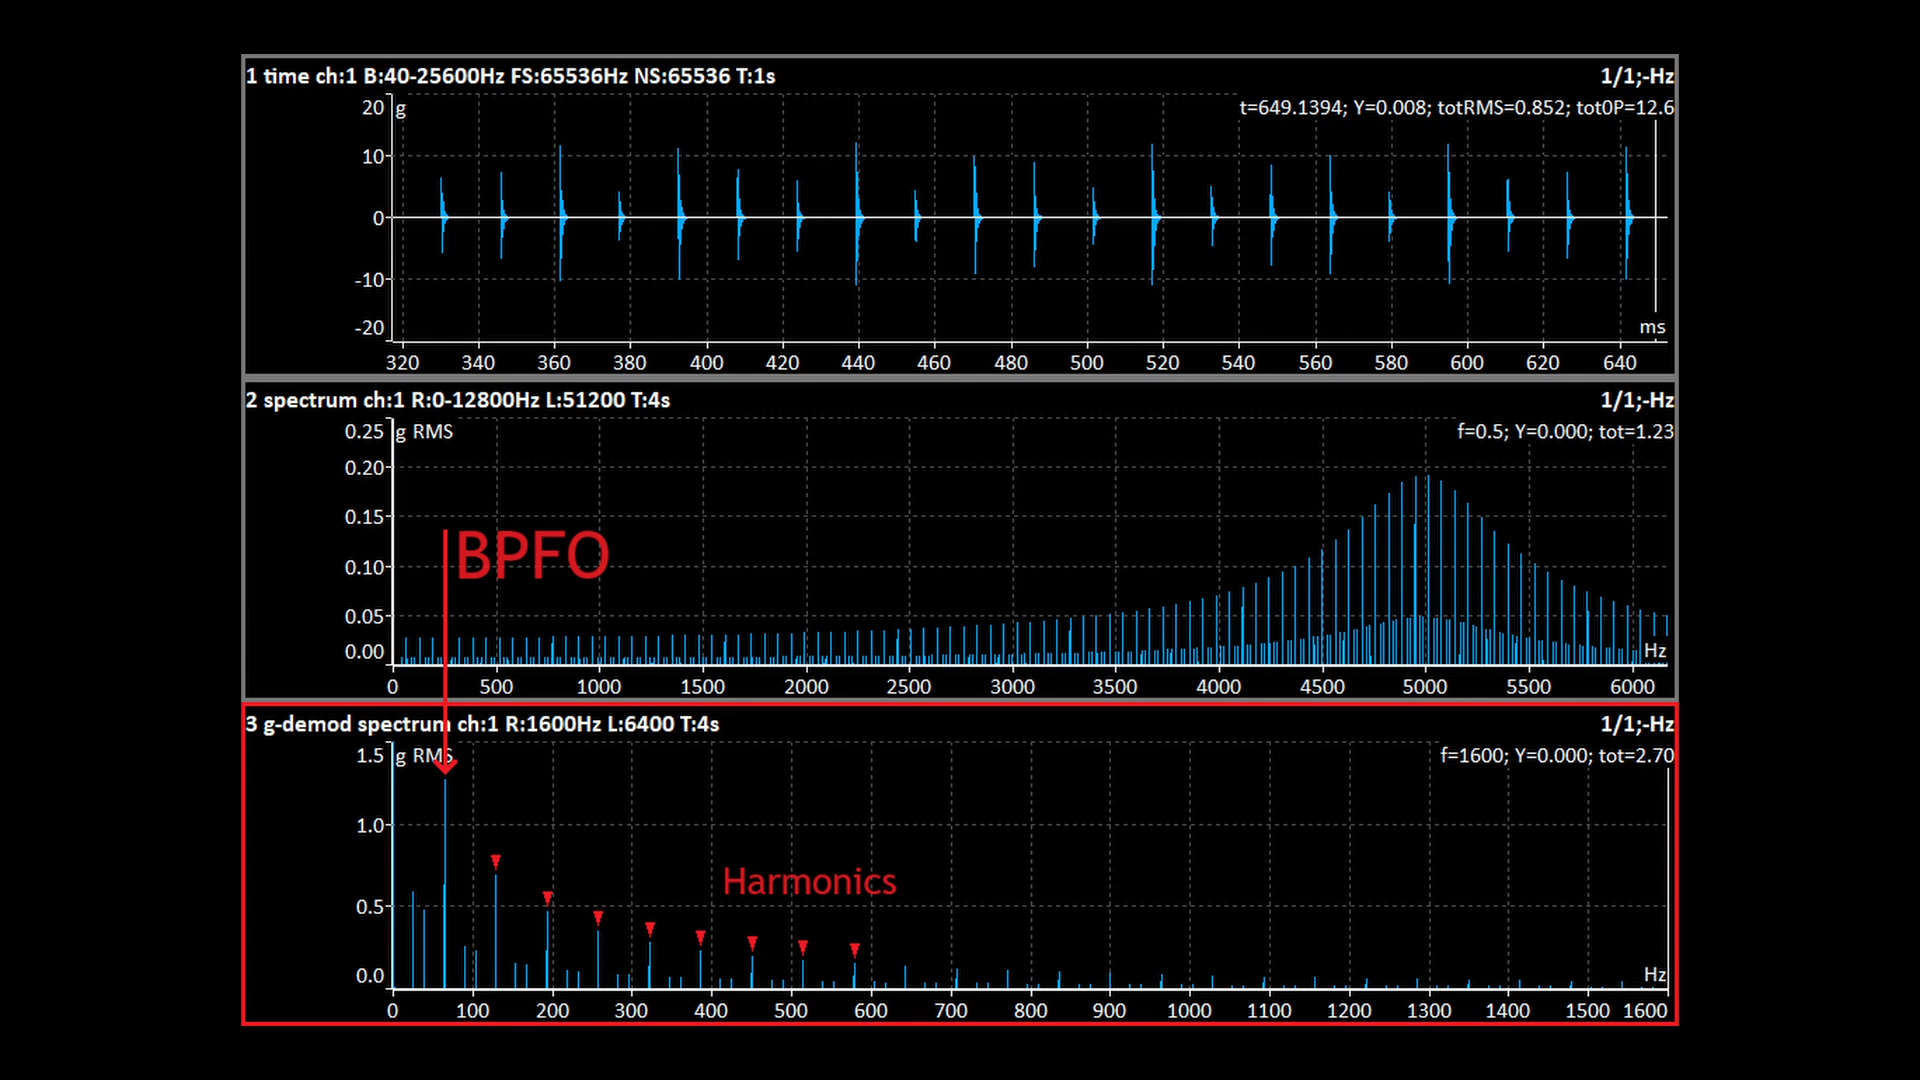 1 time ch:1 B:40-25600Hz FS:65536Hz NS:65536 T:1s 1/1;-Hz
20 g t=649.1394; Y=0.008; totRMS=0.852; tot0P=12.6
10
0
-10
-20 ms
320 340 360 380 400 420 440 460 480 500 520 540 560 580 600 620 640
2 spectrum ch:1 R:0-12800Hz L:51200 T:4s 1/1;-Hz
0.25 g RMS f=0.5; Y=0.000; tot=1.23
0.20
0.15
BPFO
0.10
0.05
0.00 Hz
0 500 1000 1500 2000 2500 3000 3500 4000 4500 5000 5500 6000
3 g-demod spectrum ch:1 R:1600Hz L:6400 T:4s 1/1;-Hz
1.5 g RMS f=1600; Y=0.000; tot=2.70
1.0
Harmonics
0.5
0.0 Hz
0 100 200 300 400 500 600 700 800 900 1000 1100 1200 1300 1400 1500 1600